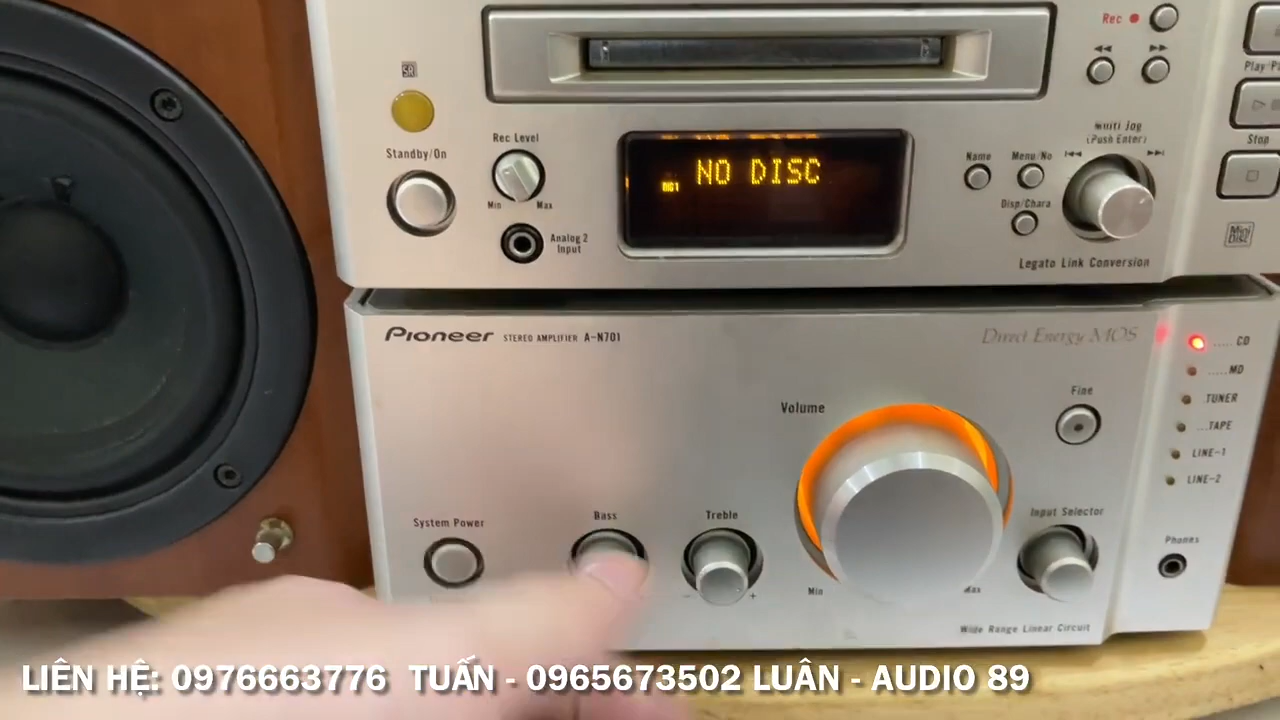 Rec
SR
Rec Level
Standby/On
Min Max
Analog 2
Input
DIG1
NO DISC
Multi Jog
(Push Enter)
Name
Menu/No
Disp/Chara
Legato Link Conversion
Stop
Mini
Disc
Pioneer STEREO AMPLIFIER A-N701
Direct Energy MOS
CD
MD
TUNER
TAPE
LINE-1
LINE-2
Volume
Fine
System Power
Bass
Treble
- +
Min
Input Selector
Phones
Wide Range Linear Circuit
LIÊN HỆ: 0976663776 TUẤN - 0965673502 LUÂN - AUDIO 89